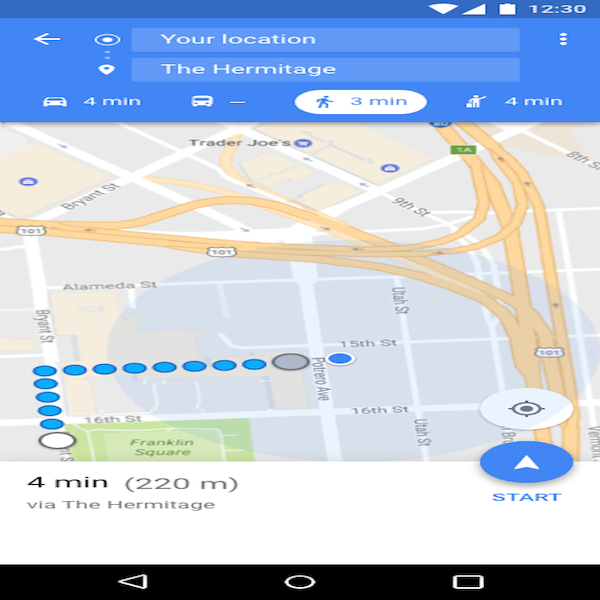 12:30
Your location
The Hermitage
4 min
–
3 min
4 min
Trader Joe's
1A
8th St
Bryant St
9th St
101
101
Alameda St
Utah St
Bryant St
15th St
101
Potrero Ave
16th St
16th St
Utah St
Franklin
Square
4 min (220 m)
via The Hermitage
START